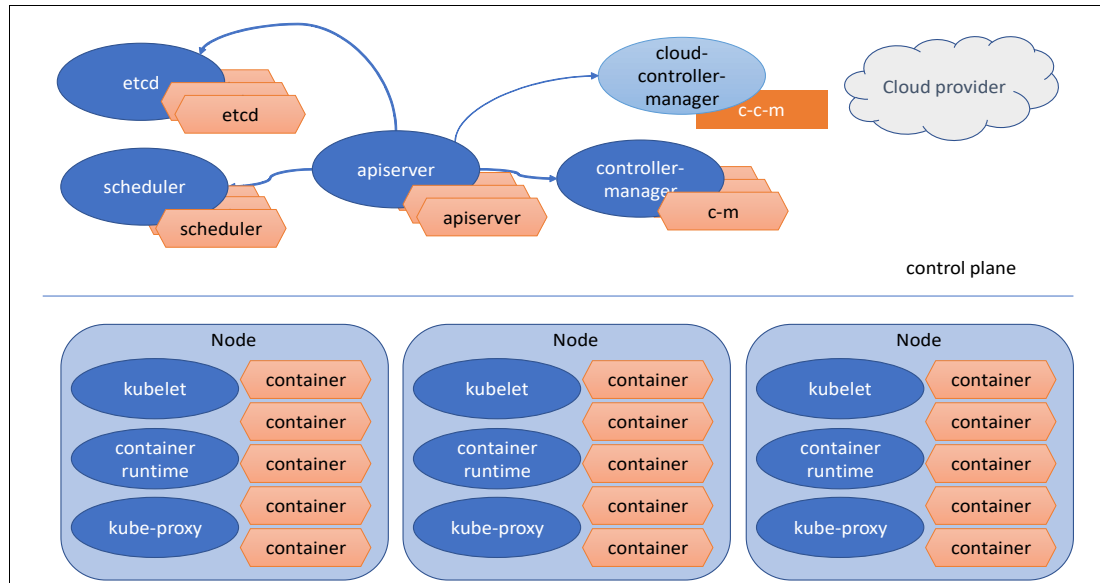 etcd
etcd
cloud-
controller-
manager
c-c-m
Cloud provider
scheduler
scheduler
apiserver
apiserver
controller-
manager
c-m
control plane
Node
kubelet
container
runtime
kube-proxy
container
container
container
container
container
Node
kubelet
container
runtime
kube-proxy
container
container
container
container
container
Node
kubelet
container
runtime
kube-proxy
container
container
container
container
container